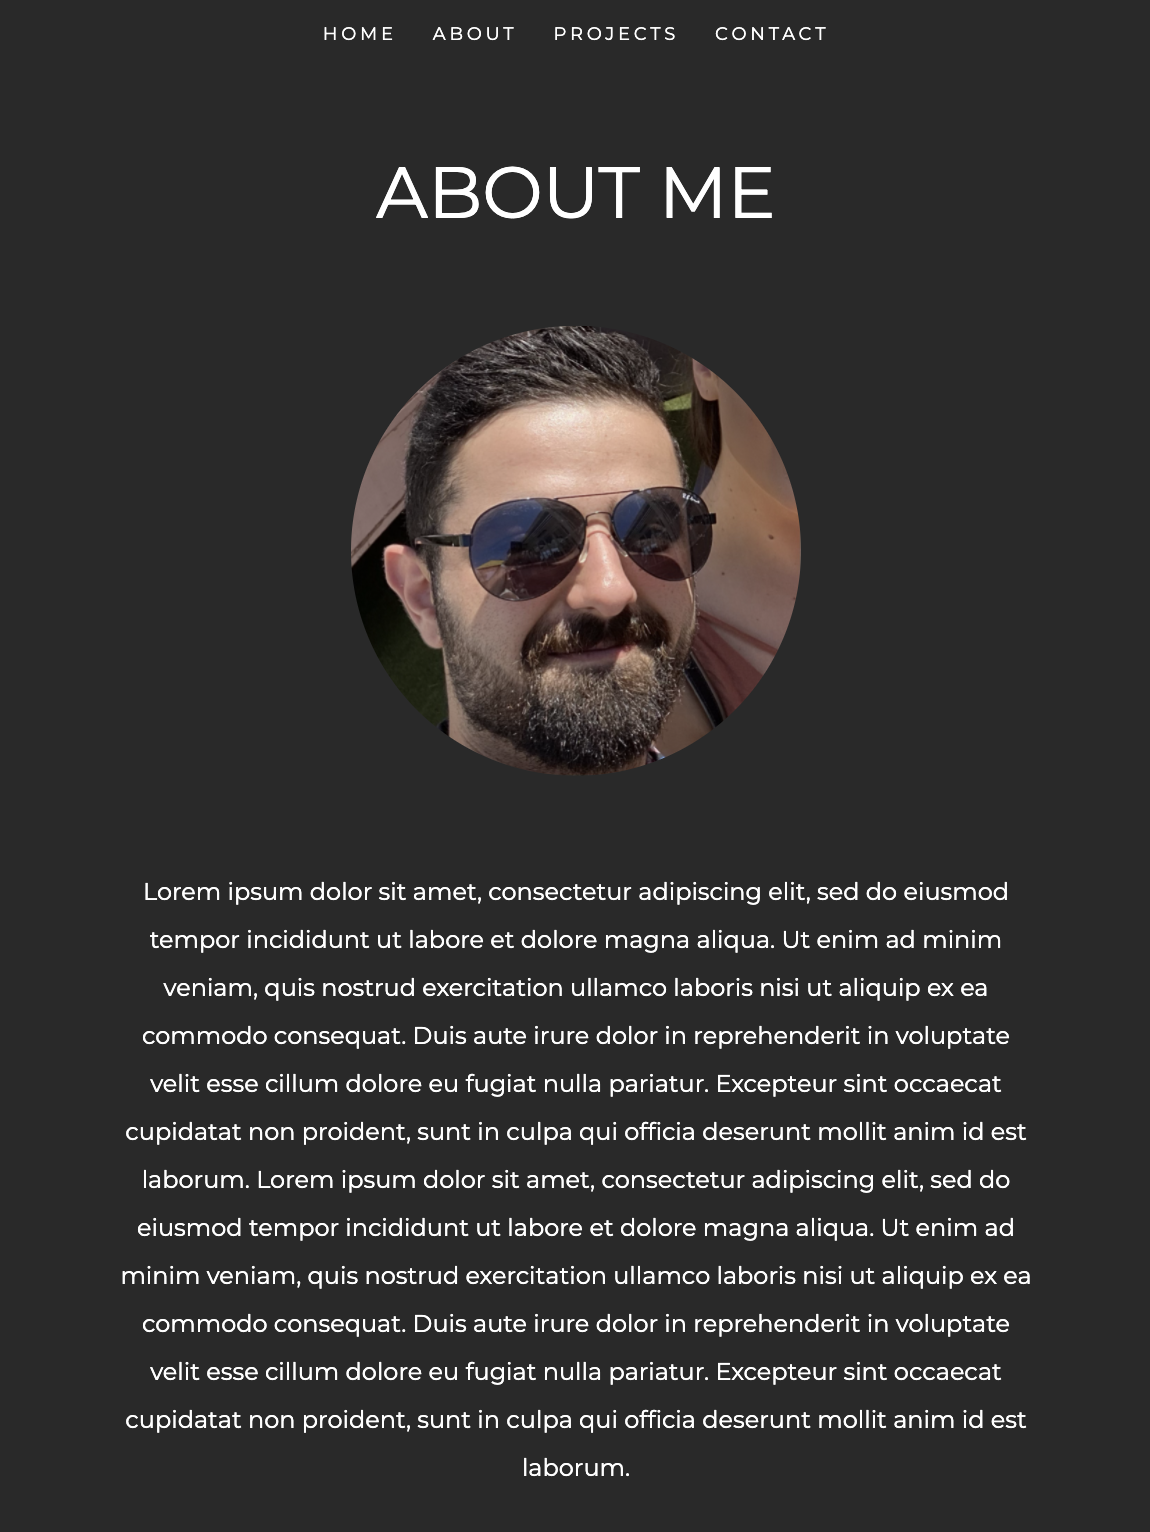 HOME ABOUT PROJECTS CONTACT
ABOUT ME
Lorem ipsum dolor sit amet, consectetur adipiscing elit, sed do eiusmod
tempor incididunt ut labore et dolore magna aliqua. Ut enim ad minim
veniam, quis nostrud exercitation ullamco laboris nisi ut aliquip ex ea
commodo consequat. Duis aute irure dolor in reprehenderit in voluptate
velit esse cillum dolore eu fugiat nulla pariatur. Excepteur sint occaecat
cupidatat non proident, sunt in culpa qui officia deserunt mollit anim id est
laborum. Lorem ipsum dolor sit amet, consectetur adipiscing elit, sed do
eiusmod tempor incididunt ut labore et dolore magna aliqua. Ut enim ad
minim veniam, quis nostrud exercitation ullamco laboris nisi ut aliquip ex ea
commodo consequat. Duis aute irure dolor in reprehenderit in voluptate
velit esse cillum dolore eu fugiat nulla pariatur. Excepteur sint occaecat
cupidatat non proident, sunt in culpa qui officia deserunt mollit anim id est
laborum.